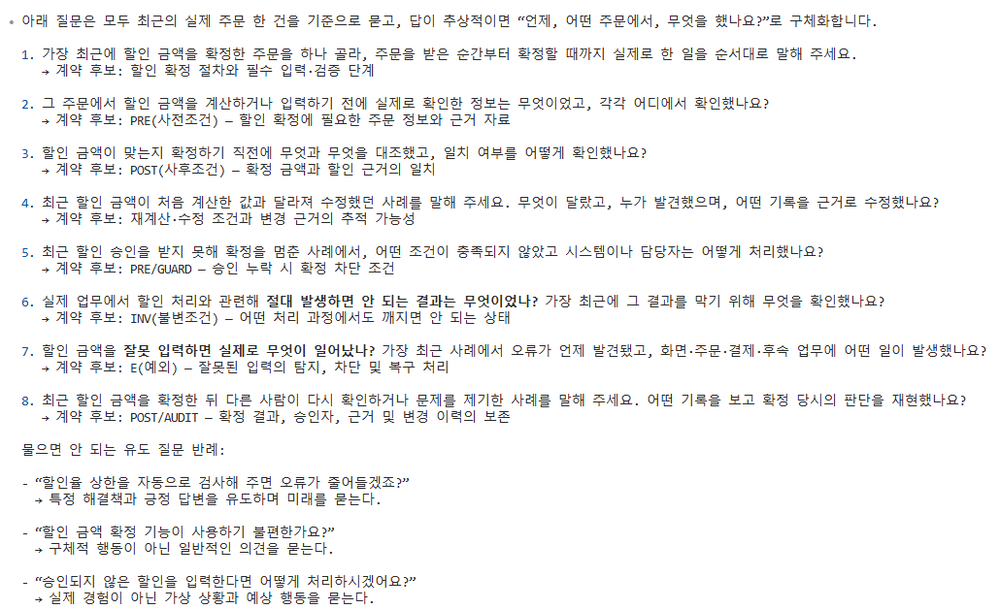 • 아래 질문은 모두 최근의 실제 주문 한 건을 기준으로 묻고, 답이 추상적이면 “언제, 어떤 주문에서, 무엇을 했나요?”로 구체화합니다.
1. 가장 최근에 할인 금액을 확정한 주문을 하나 골라, 주문을 받은 순간부터 확정할 때까지 실제로 한 일을 순서대로 말해 주세요.
→ 계약 후보: 할인 확정 절차와 필수 입력·검증 단계
2. 그 주문에서 할인 금액을 계산하거나 입력하기 전에 실제로 확인한 정보는 무엇이었고, 각각 어디에서 확인했나요?
→ 계약 후보: PRE(사전조건) — 할인 확정에 필요한 주문 정보와 근거 자료
3. 할인 금액이 맞는지 확정하기 직전에 무엇과 무엇을 대조했고, 일치 여부를 어떻게 확인했나요?
→ 계약 후보: POST(사후조건) — 확정 금액과 할인 근거의 일치
4. 최근 할인 금액이 처음 계산한 값과 달라져 수정했던 사례를 말해 주세요. 무엇이 달랐고, 누가 발견했으며, 어떤 기록을 근거로 수정했나요?
→ 계약 후보: 재계산·수정 조건과 변경 근거의 추적 가능성
5. 최근 할인 승인을 받지 못해 확정을 멈춘 사례에서, 어떤 조건이 충족되지 않았고 시스템이나 담당자는 어떻게 처리했나요?
→ 계약 후보: PRE/GUARD — 승인 누락 시 확정 차단 조건
6. 실제 업무에서 할인 처리와 관련해 절대 발생하면 안 되는 결과는 무엇이었나? 가장 최근에 그 결과를 막기 위해 무엇을 확인했나요?
→ 계약 후보: INV(불변조건) — 어떤 처리 과정에서도 깨지면 안 되는 상태
7. 할인 금액을 잘못 입력하면 실제로 무엇이 일어났나? 가장 최근 사례에서 오류가 언제 발견됐고, 화면·주문·결제·후속 업무에 어떤 일이 발생했나요?
→ 계약 후보: E(예외) — 잘못된 입력의 탐지, 차단 및 복구 처리
8. 최근 할인 금액을 확정한 뒤 다른 사람이 다시 확인하거나 문제를 제기한 사례를 말해 주세요. 어떤 기록을 보고 확정 당시의 판단을 재현했나요?
→ 계약 후보: POST/AUDIT — 확정 결과, 승인자, 근거 및 변경 이력의 보존
물으면 안 되는 유도 질문 반례:
- “할인율 상한을 자동으로 검사해 주면 오류가 줄어들겠죠?”
→ 특정 해결책과 긍정 답변을 유도하며 미래를 묻는다.
- “할인 금액 확정 기능이 사용하기 불편한가요?”
→ 구체적 행동이 아닌 일반적인 의견을 묻는다.
- “승인되지 않은 할인을 입력한다면 어떻게 처리하시겠어요?”
→ 실제 경험이 아닌 가상 상황과 예상 행동을 묻는다.